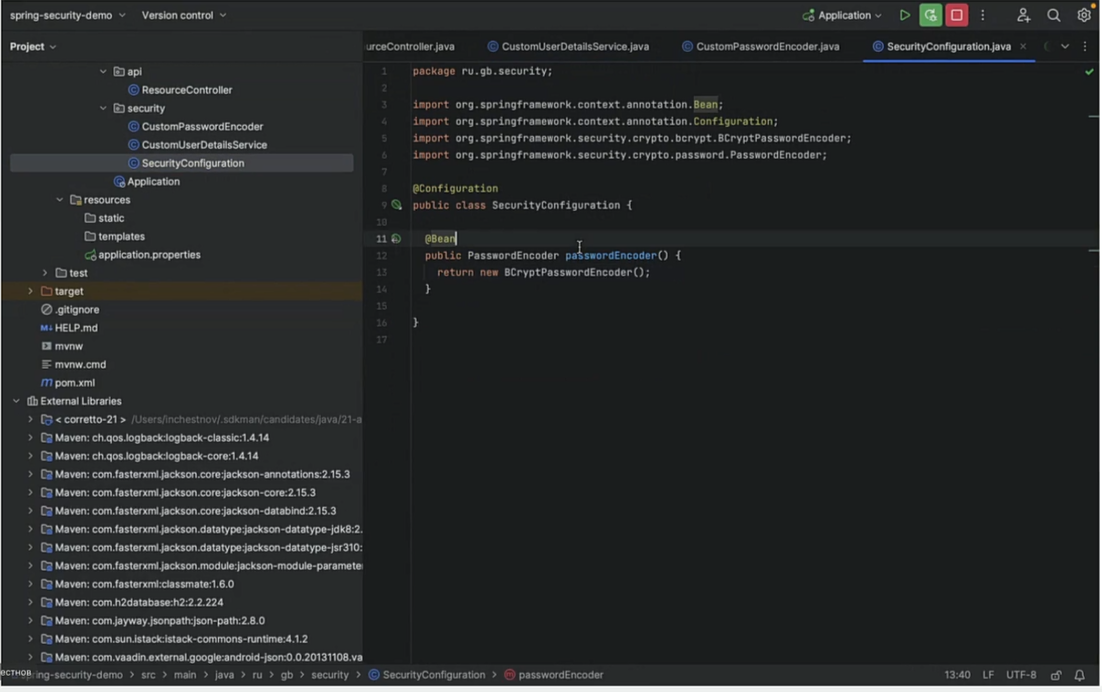 spring-security-demo Version control Application
Project
urceController.java CustomUserDetailsService.java CustomPasswordEncoder.java SecurityConfiguration.java
api
ResourceController
security
CustomPasswordEncoder
CustomUserDetailsService
SecurityConfiguration
Application
resources
static
templates
application.properties
test
target
.gitignore
HELP.md
mvnw
mvnw.cmd
pom.xml
External Libraries
< corretto-21 > /Users/inchestnov/.sdkman/candidates/java/21-a
Maven: ch.qos.logback:logback-classic:1.4.14
Maven: ch.qos.logback:logback-core:1.4.14
Maven: com.fasterxml.jackson.core:jackson-annotations:2.15.3
Maven: com.fasterxml.jackson.core:jackson-core:2.15.3
Maven: com.fasterxml.jackson.core:jackson-databind:2.15.3
Maven: com.fasterxml.jackson.datatype:jackson-datatype-jdk8:2.
Maven: com.fasterxml.jackson.datatype:jackson-datatype-jsr310:
Maven: com.fasterxml.jackson.module:jackson-module-parameter
Maven: com.fasterxml:classmate:1.6.0
Maven: com.h2database:h2:2.2.224
Maven: com.jayway.jsonpath:json-path:2.8.0
Maven: com.sun.istack:istack-commons-runtime:4.1.2
Maven: com.vaadin.external.google:android-json:0.0.20131108.va
1 package ru.gb.security;
2
3 import org.springframework.context.annotation.Bean;
4 import org.springframework.context.annotation.Configuration;
5 import org.springframework.security.crypto.bcrypt.BCryptPasswordEncoder;
6 import org.springframework.security.crypto.password.PasswordEncoder;
7
8 @Configuration
9 public class SecurityConfiguration {
10
11 @Bean
12 public PasswordEncoder passwordEncoder() {
13 return new BCryptPasswordEncoder();
14 }
15
16 }
17
естнов spring-security-demo > src > main > java > ru > gb > security > SecurityConfiguration > passwordEncoder 13:40 LF UTF-8